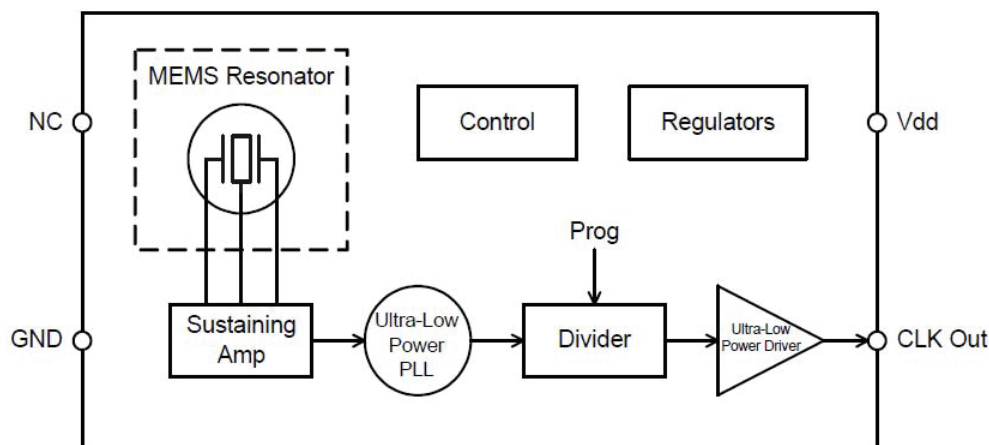 MEMS Resonator
NC
Control
Regulators
Vdd
Prog
GND
Sustaining
Amp
Ultra-Low
Power
PLL
Divider
Ultra-Low
Power Driver
CLK Out